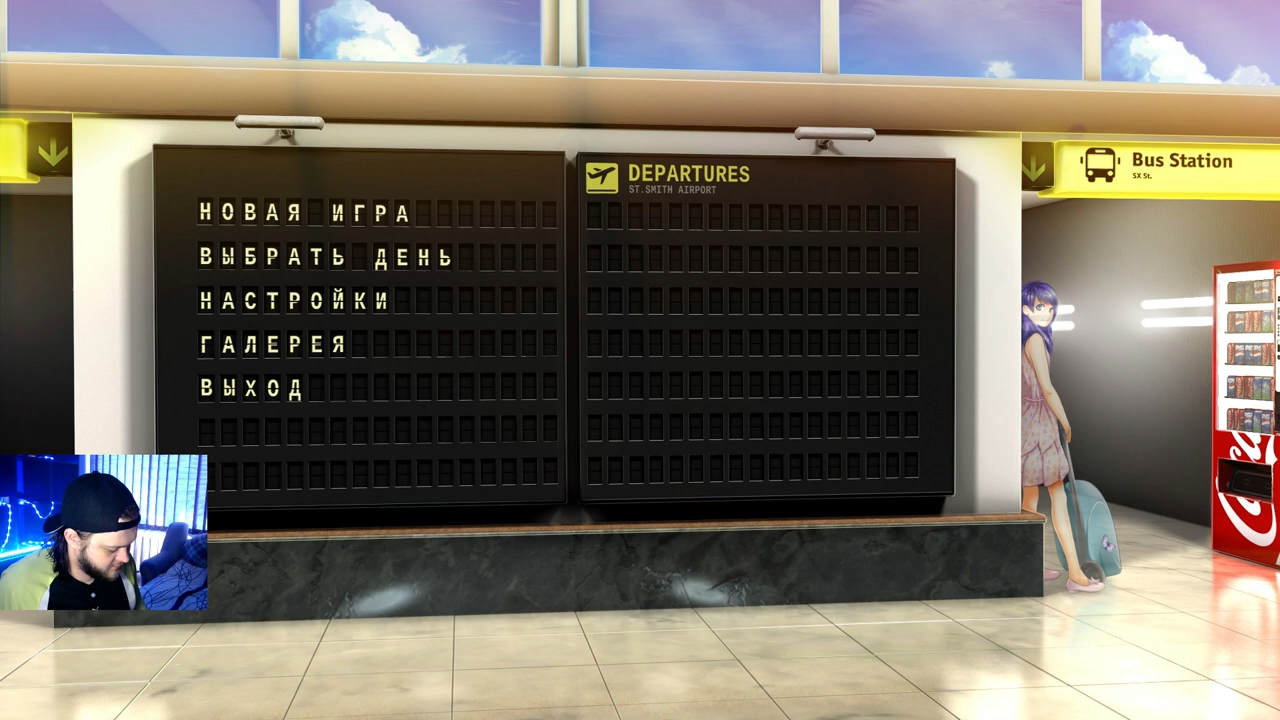 НОВАЯ ИГРА
ВЫБРАТЬ ДЕНЬ
НАСТРОЙКИ
ГАЛЕРЕЯ
ВЫХОД
DEPARTURES
ST.SMITH AIRPORT
Bus Station
SX St.